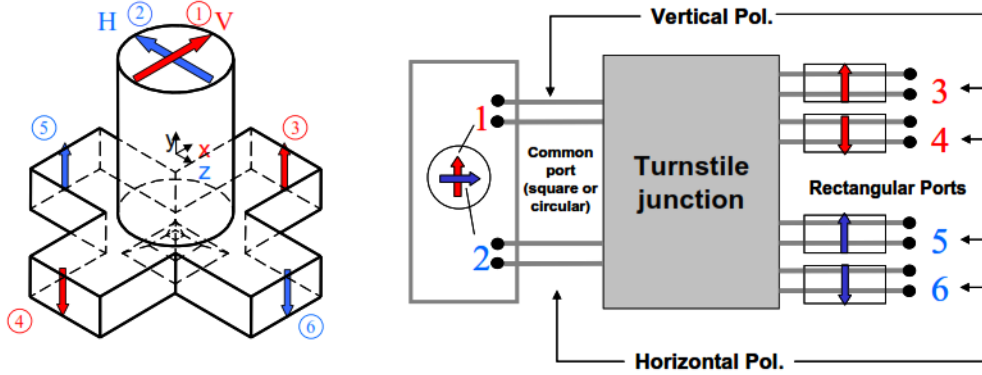 H ② ① V
⑤ ③
y x
z
④ ⑥
Vertical Pol.
1
Common
port
(square or
circular)
2
Turnstile
junction
3
4
Rectangular Ports
5
6
Horizontal Pol.